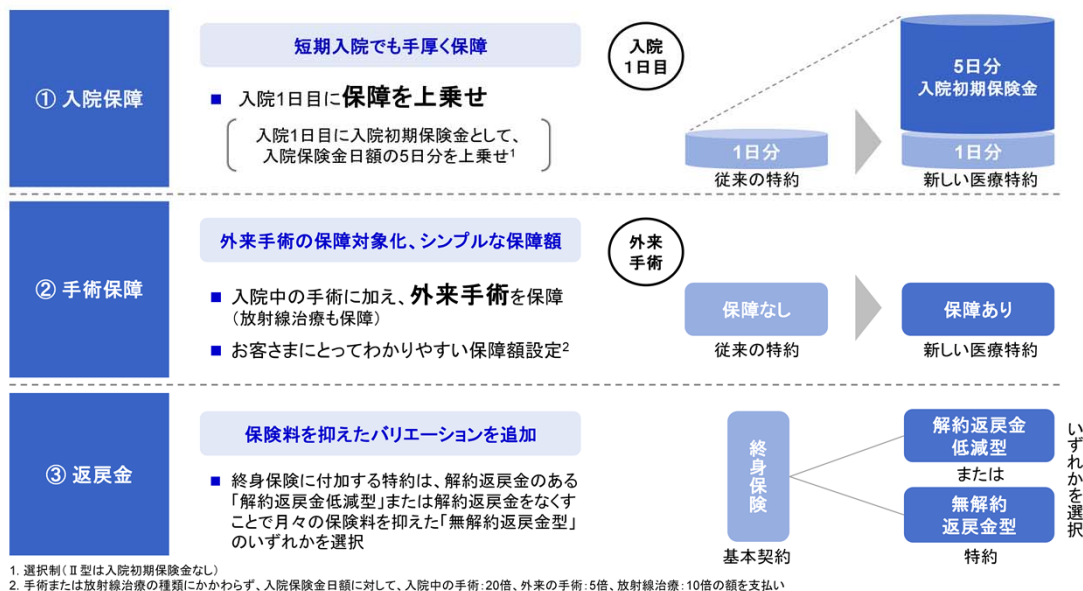 ① 入院保障
短期入院でも手厚く保障
■ 入院1日目に保障を上乗せ
入院1日目に入院初期保険金として、
入院保険金日額の5日分を上乗せ1
入院
1日目
1日分
従来の特約
5日分
入院初期保険金
1日分
新しい医療特約
② 手術保障
外来手術の保障対象化、シンプルな保障額
■ 入院中の手術に加え、外来手術を保障
(放射線治療も保障)
■ お客さまにとってわかりやすい保障額設定2
外来
手術
保障なし
従来の特約
保障あり
新しい医療特約
③ 返戻金
保険料を抑えたバリエーションを追加
■ 終身保険に付加する特約は、解約返戻金のある
「解約返戻金低減型」または解約返戻金をなくす
ことで月々の保険料を抑えた「無解約返戻金型」
のいずれかを選択
終身保険
基本契約
解約返戻金
低減型
または
無解約
返戻金型
特約
いずれかを選択
1. 選択制(Ⅱ型は入院初期保険金なし)
2. 手術または放射線治療の種類にかかわらず、入院保険金日額に対して、入院中の手術:20倍、外来の手術:5倍、放射線治療:10倍の額を支払い